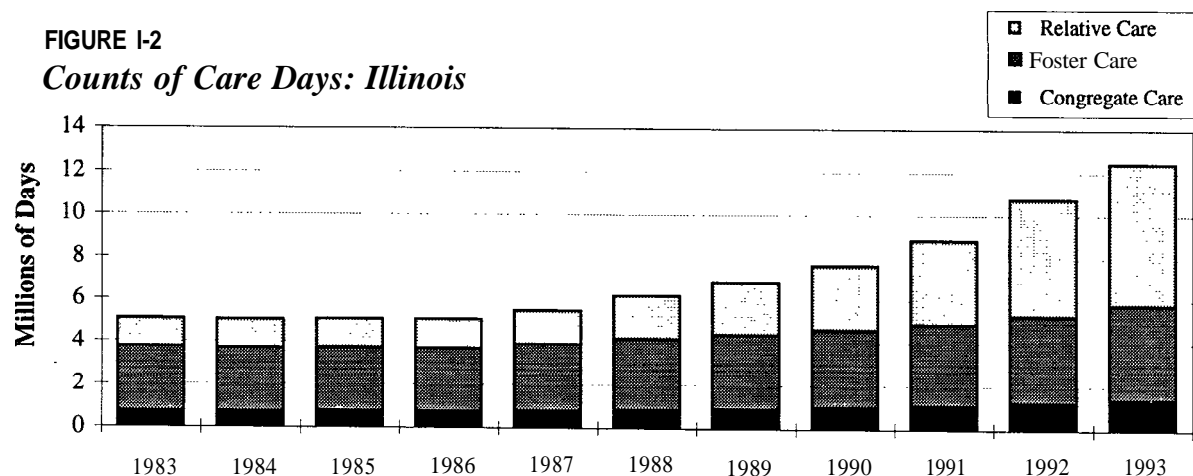 FIGURE I-2
Counts of Care Days: Illinois
Relative Care
Foster Care
Congregate Care
Millions of Days
14
12
10
8
6
4
2
0
1983 1984 1985 1986 1987 1988 1989 1990 1991 1992 1993